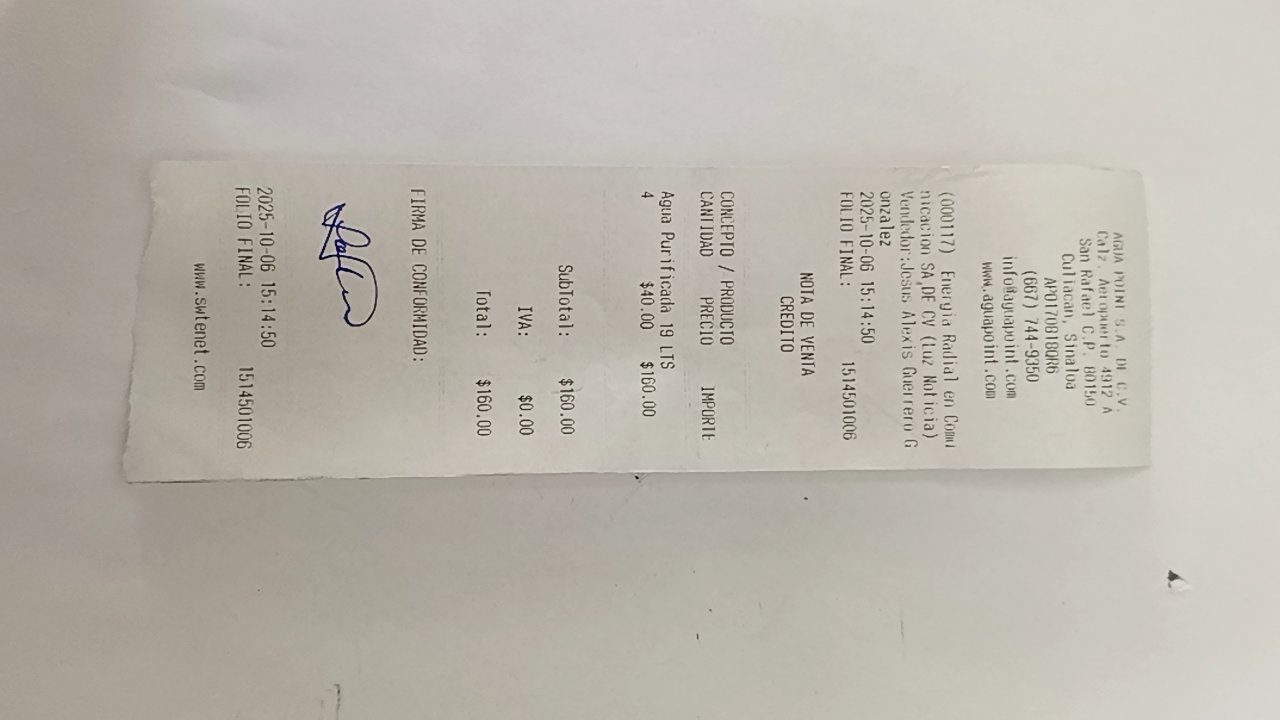 AGUA POINT S.A. DE C.V.
Calz. Aeropuerto 4912 A
San Rafael C.P. 80150
Culiacán, Sinaloa
APO170818QR6
(667) 744-9350
info@aguapoint.com
www.aguapoint.com
(000117) Energia Radial en Comu
nicacion SA,DE CV (Luz Noticia)
Vendedor:Jesus Alexis Guerrero G
onzalez
2025-10-06 15:14:50
FOLIO FINAL: 1514501006
NOTA DE VENTA
CREDITO
CONCEPTO / PRODUCTO
CANTIDAD PRECIO IMPORTE
Agua Purificada 19 LTS
4 $40.00 $160.00
SubTotal: $160.00
IVA: $0.00
Total: $160.00
FIRMA DE CONFORMIDAD:
2025-10-06 15:14:50
FOLIO FINAL: 1514501006
www.swtenet.com